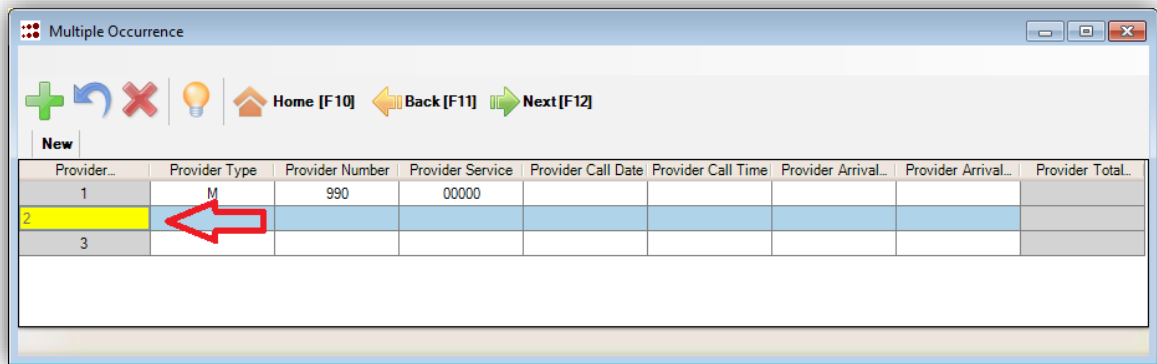 Multiple Occurrence
Home [F10] Back [F11] Next [F12]
New
Provider... Provider Type Provider Number Provider Service Provider Call Date Provider Call Time Provider Arrival... Provider Arrival... Provider Total...
1 M 990 00000
2
3